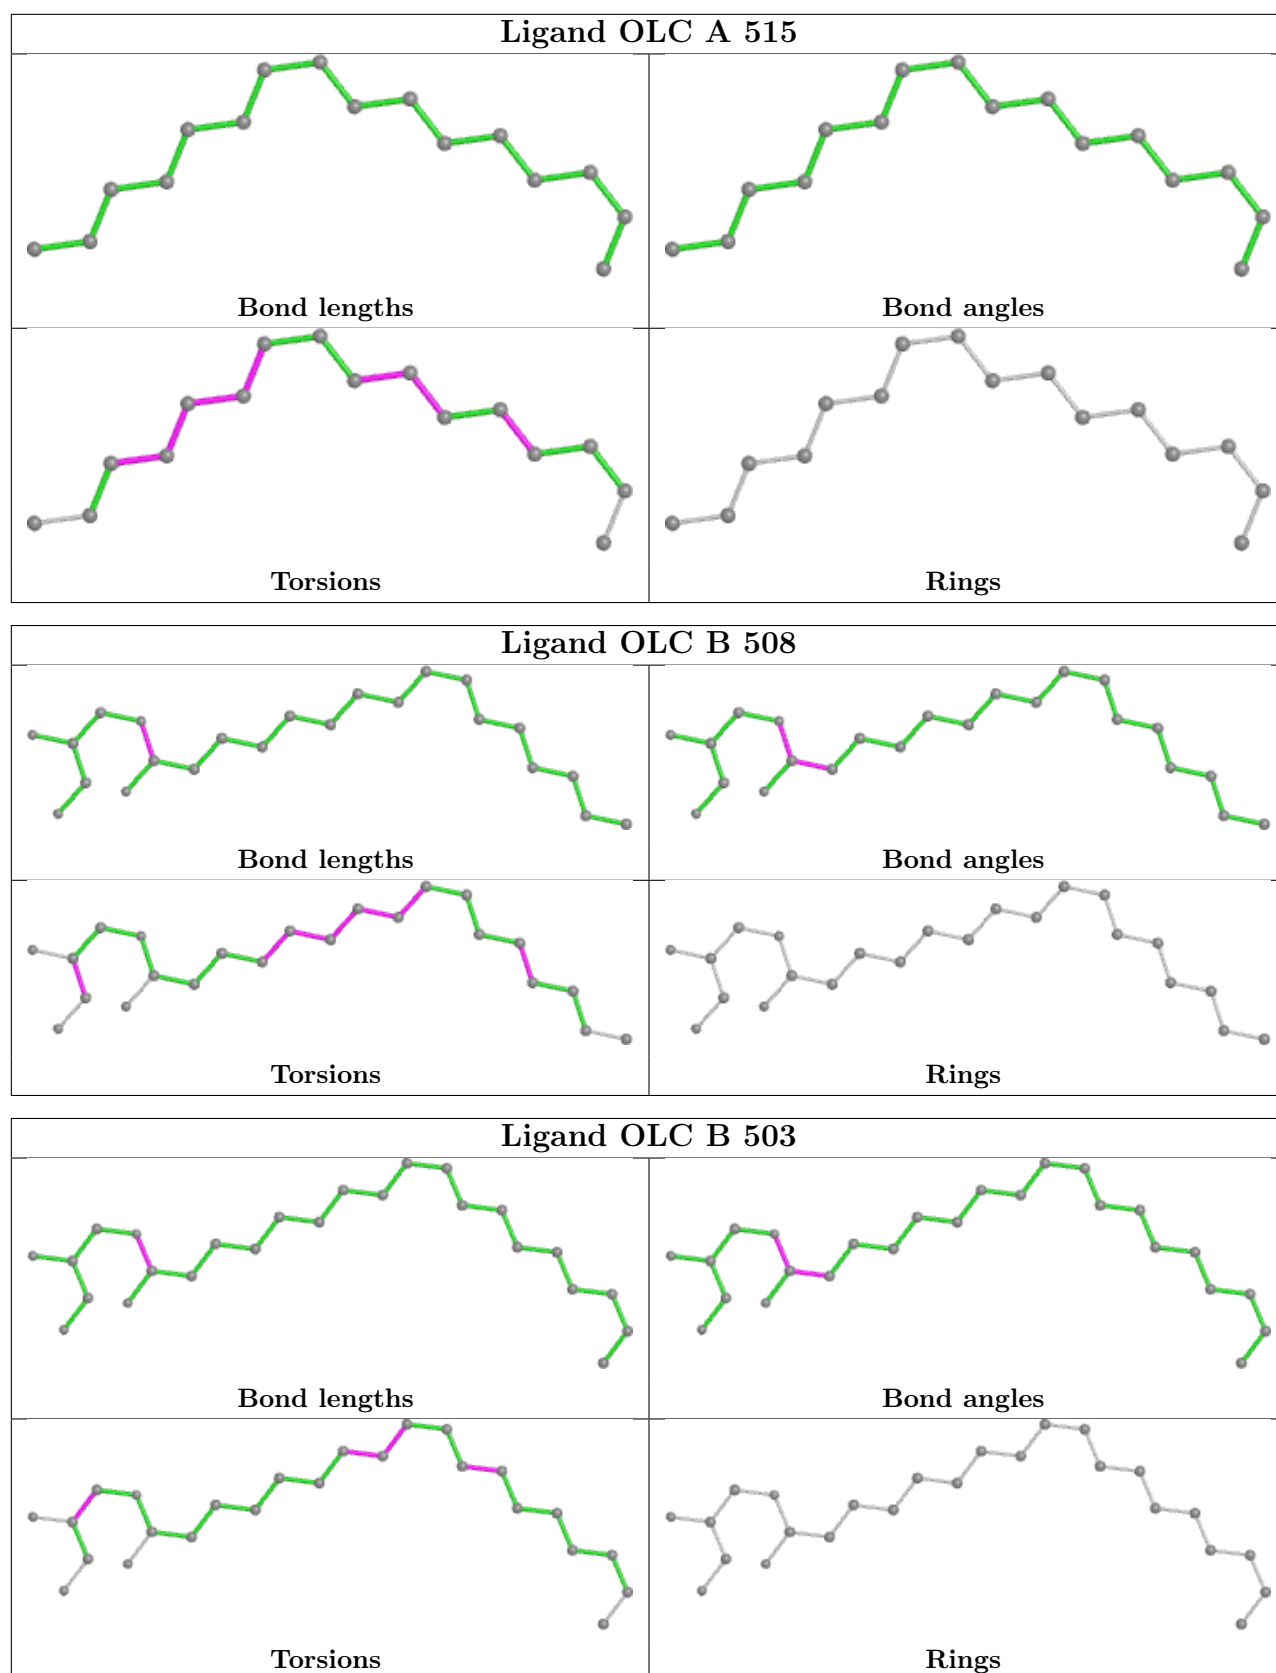 Ligand OLC A 515
Bond lengths
Bond angles
Torsions
Rings
Ligand OLC B 508
Bond lengths
Bond angles
Torsions
Rings
Ligand OLC B 503
Bond lengths
Bond angles
Torsions
Rings